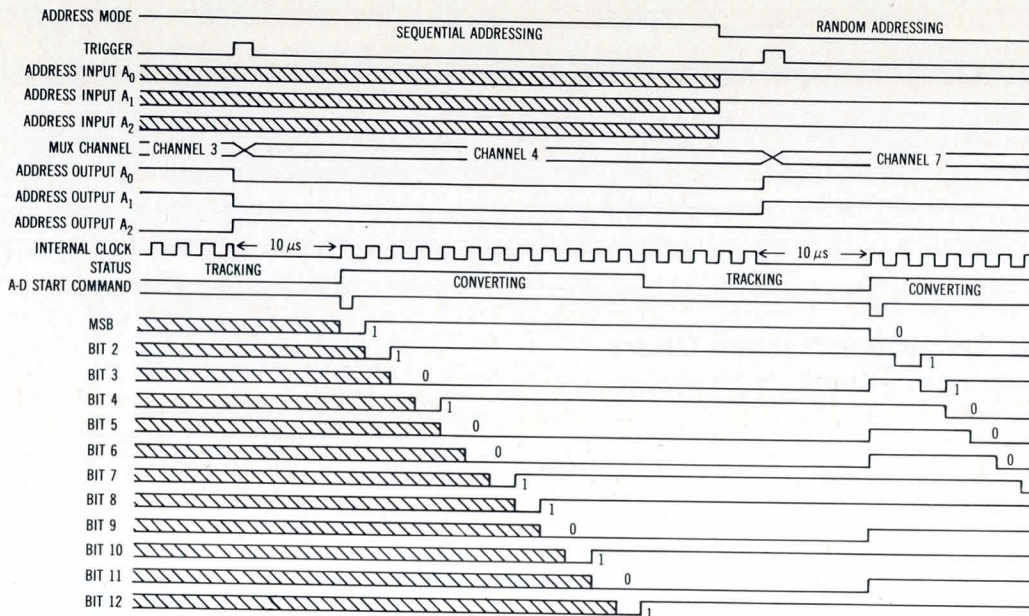 ADDRESS MODE SEQUENTIAL ADDRESSING RANDOM ADDRESSING
TRIGGER
ADDRESS INPUT A0
ADDRESS INPUT A1
ADDRESS INPUT A2
MUX CHANNEL CHANNEL 3 CHANNEL 4 CHANNEL 7
ADDRESS OUTPUT A0
ADDRESS OUTPUT A1
ADDRESS OUTPUT A2
INTERNAL CLOCK 10 μs 10 μs
STATUS TRACKING CONVERTING TRACKING CONVERTING
A-D START COMMAND
MSB 1 0
BIT 2 1 1
BIT 3 0 1
BIT 4 1 0
BIT 5 0 0
BIT 6 0 0
BIT 7 1
BIT 8 1
BIT 9 0
BIT 10 1
BIT 11 0
BIT 12 1